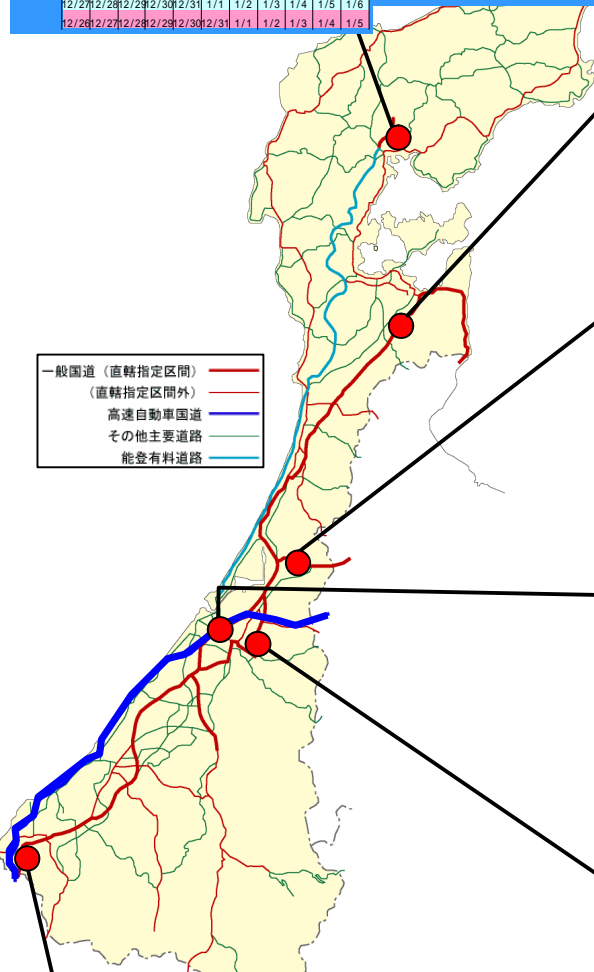 12/27 12/28 12/29 12/30 12/31 1/1 1/2 1/3 1/4 1/5 1/6
12/26 12/27 12/28 12/29 12/30 12/31 1/1 1/2 1/3 1/4 1/5
一般国道（直轄指定区間）
（直轄指定区間外）
高速自動車国道
その他主要道路
能登有料道路